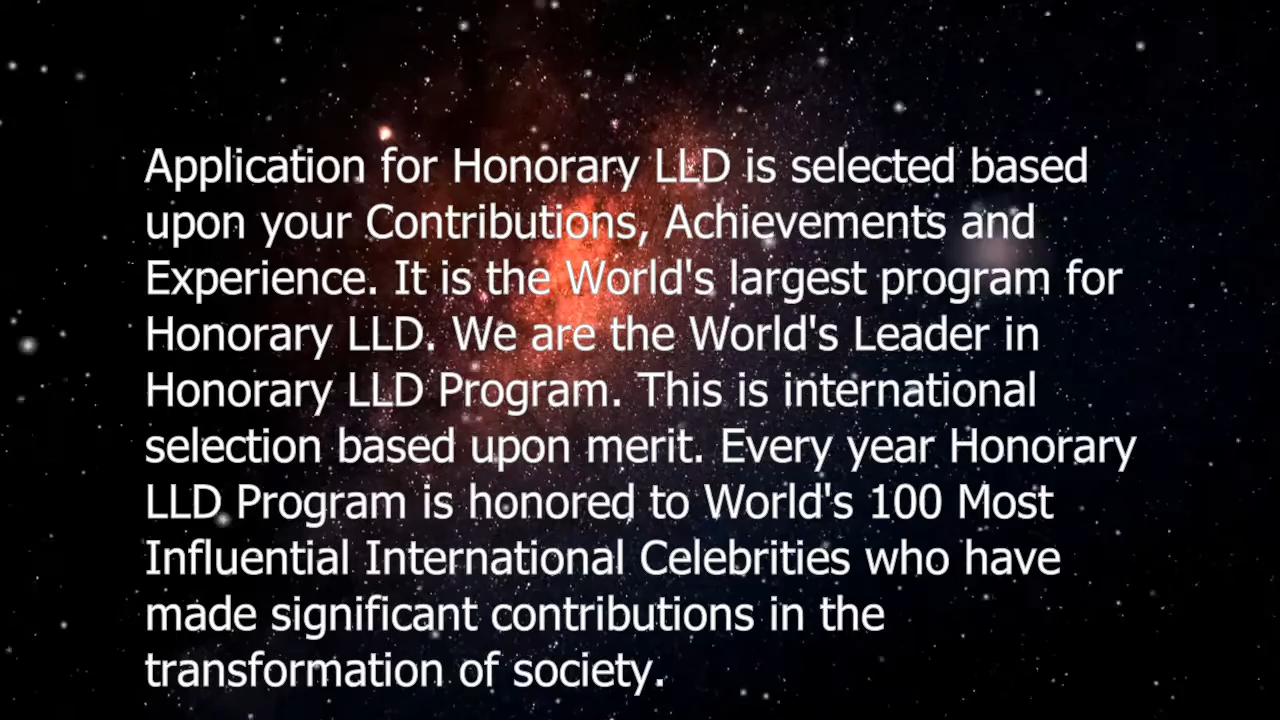 Application for Honorary LLD is selected based
upon your Contributions, Achievements and
Experience. It is the World's largest program for
Honorary LLD. We are the World's Leader in
Honorary LLD Program. This is international
selection based upon merit. Every year Honorary
LLD Program is honored to World's 100 Most
Influential International Celebrities who have
made significant contributions in the
transformation of society.